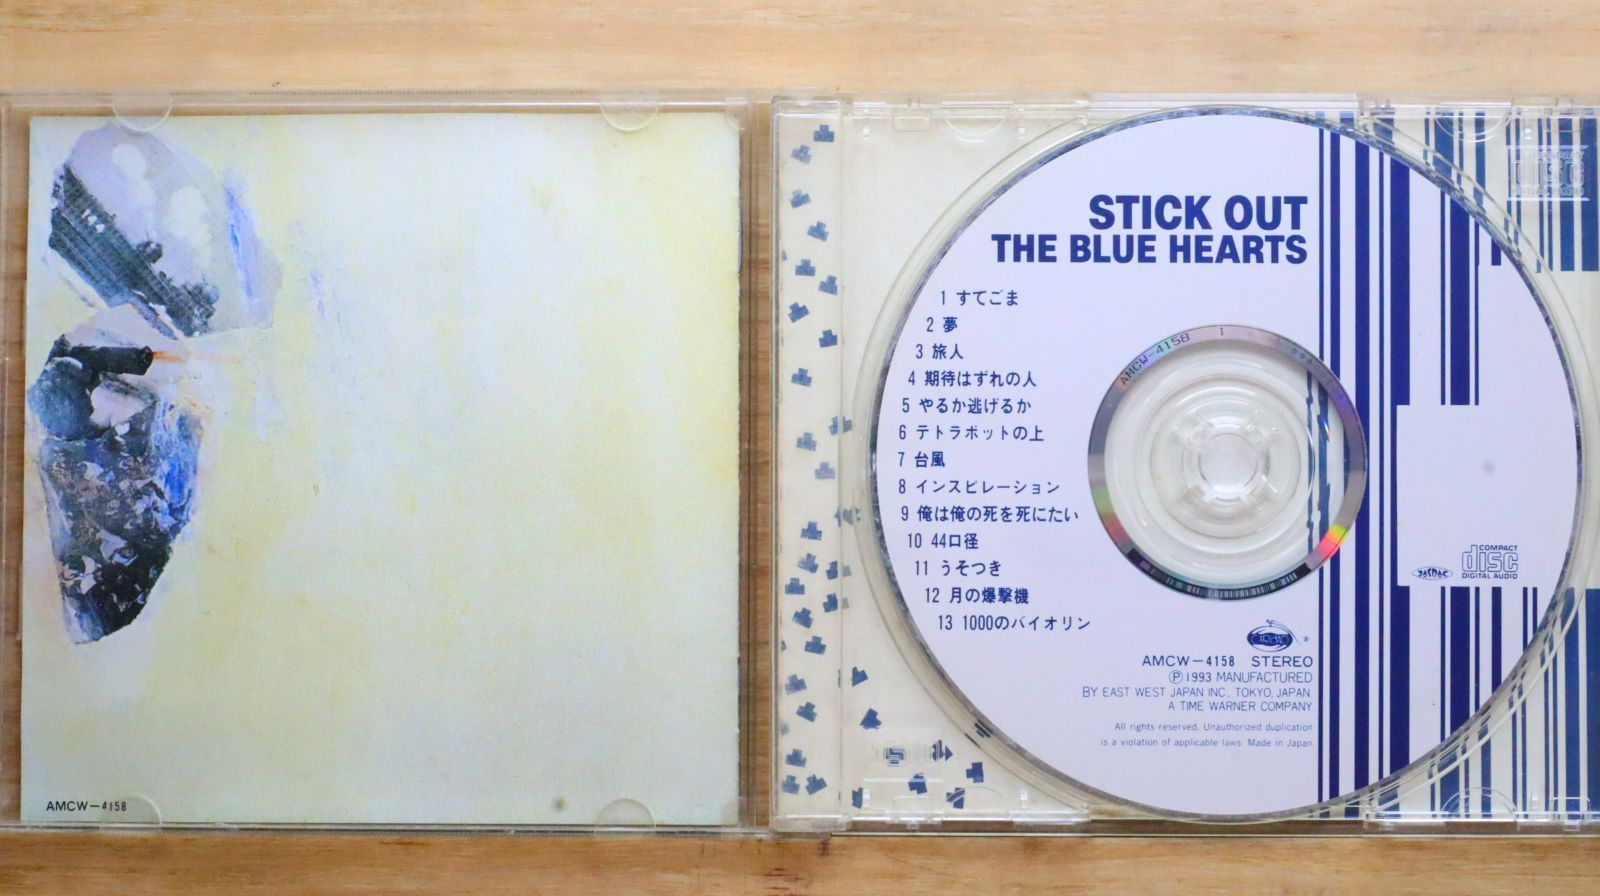 AMCW-4158
STICK OUT
THE BLUE HEARTS
1 すてごま
2 夢
3 旅人
4 期待はずれの人
5 やるか逃げるか
6 テトラポットの上
7 台風
8 インスピレーション
9 俺は俺の死を死にたい
10 44口径
11 うそつき
12 月の爆撃機
13 1000のバイオリン
AMCW-4158 1
AMCW-4158 STEREO
Ⓟ1993 MANUFACTURED
BY EAST WEST JAPAN INC., TOKYO, JAPAN
A TIME WARNER COMPANY
All rights reserved. Unauthorized duplication
is a violation of applicable laws. Made in Japan.
JASRAC
COMPACT
disc
DIGITAL AUDIO
COMPACT
disc